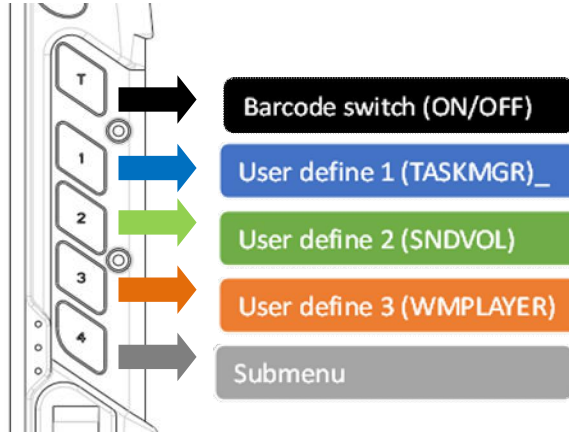 T
Barcode switch (ON/OFF)
1
User define 1 (TASKMGR)_
2
User define 2 (SNDVOL)
3
User define 3 (WMPLAYER)
4
Submenu